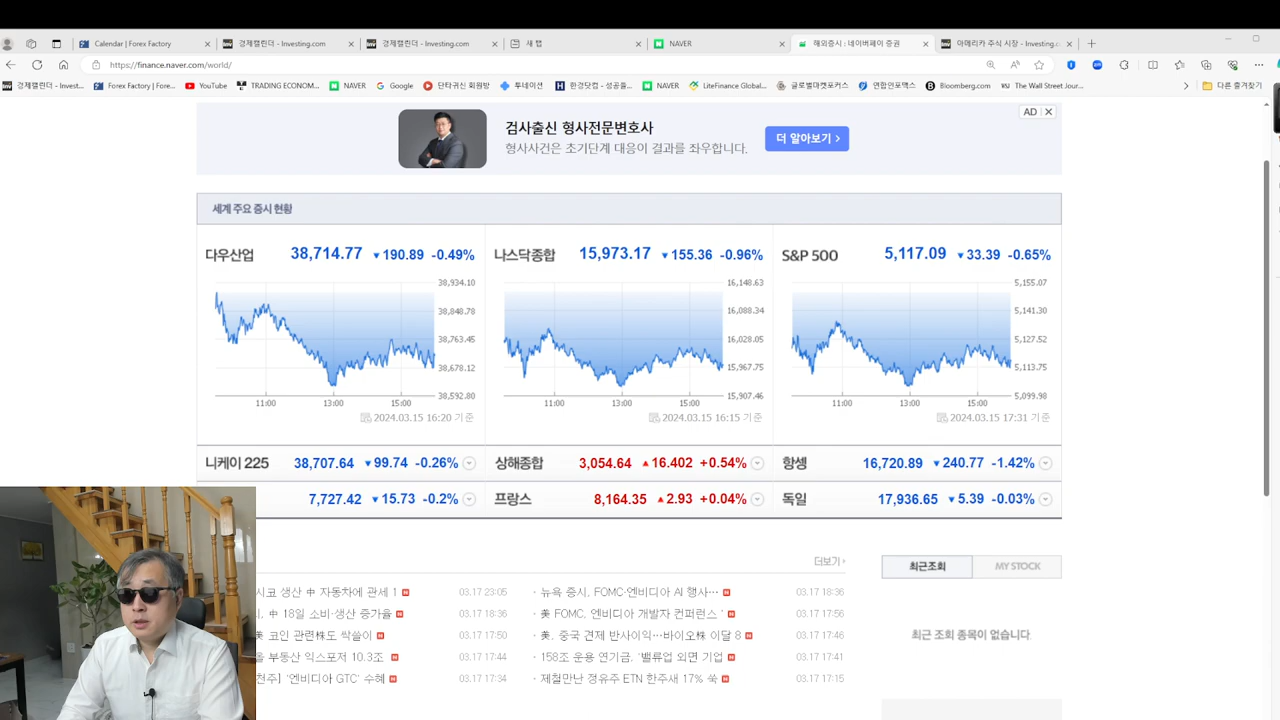 Calendar | Forex Factory
경제캘린더 - Investing.com
경제캘린더 - Investing.com
새 탭
NAVER
해외증시 : 네이버페이 증권
아메리카 주식 시장 - Investing.c
https://finance.naver.com/world/
경제캘린더 - Invest...
Forex Factory | Fore...
YouTube
TRADING ECONOM...
NAVER
Google
단타귀신 회원방
투네이션
한경닷컴 - 성공을...
NAVER
LiteFinance Global...
글로벌마켓포커스
연합인포맥스
Bloomberg.com
The Wall Street Jour...
다른 즐겨찾기
AD
검사출신 형사전문변호사
형사사건은 초기단계 대응이 결과를 좌우합니다.
더 알아보기
세계 주요 증시 현황
다우산업 38,714.77 ▼190.89 -0.49%
38,934.10
38,848.78
38,763.45
38,678.12
38,592.80
11:00 13:00 15:00
2024.03.15 16:20 기준
나스닥종합 15,973.17 ▼155.36 -0.96%
16,148.63
16,088.34
16,028.05
15,967.75
15,907.46
11:00 13:00 15:00
2024.03.15 16:15 기준
S&P 500 5,117.09 ▼33.39 -0.65%
5,155.07
5,141.30
5,127.52
5,113.75
5,099.98
11:00 13:00 15:00
2024.03.15 17:31 기준
니케이 225 38,707.64 ▼99.74 -0.26%
상해종합 3,054.64 ▲16.402 +0.54%
항셍 16,720.89 ▼240.77 -1.42%
7,727.42 ▼15.73 -0.2%
프랑스 8,164.35 ▲2.93 +0.04%
독일 17,936.65 ▼5.39 -0.03%
더보기
시코 생산 中 자동차에 관세 1 03.17 23:05
, 中 18일 소비·생산 증가율 03.17 18:36
코인 관련株도 싹쓸이 03.17 17:50
부동산 익스포저 10.3조 03.17 17:44
천주] '엔비디아 GTC' 수혜 03.17 17:34
뉴욕 증시, FOMC·엔비디아 AI 행사… 03.17 18:36
美 FOMC, 엔비디아 개발자 컨퍼런스 ' 03.17 17:56
美, 중국 견제 반사이익…바이오株 이달 8 03.17 17:46
158조 운용 연기금, '밸류업 외면 기업 03.17 17:41
제철만난 정유주 ETN 한주새 17% 쑥 03.17 17:15
최근조회
MY STOCK
최근 조회 종목이 없습니다.